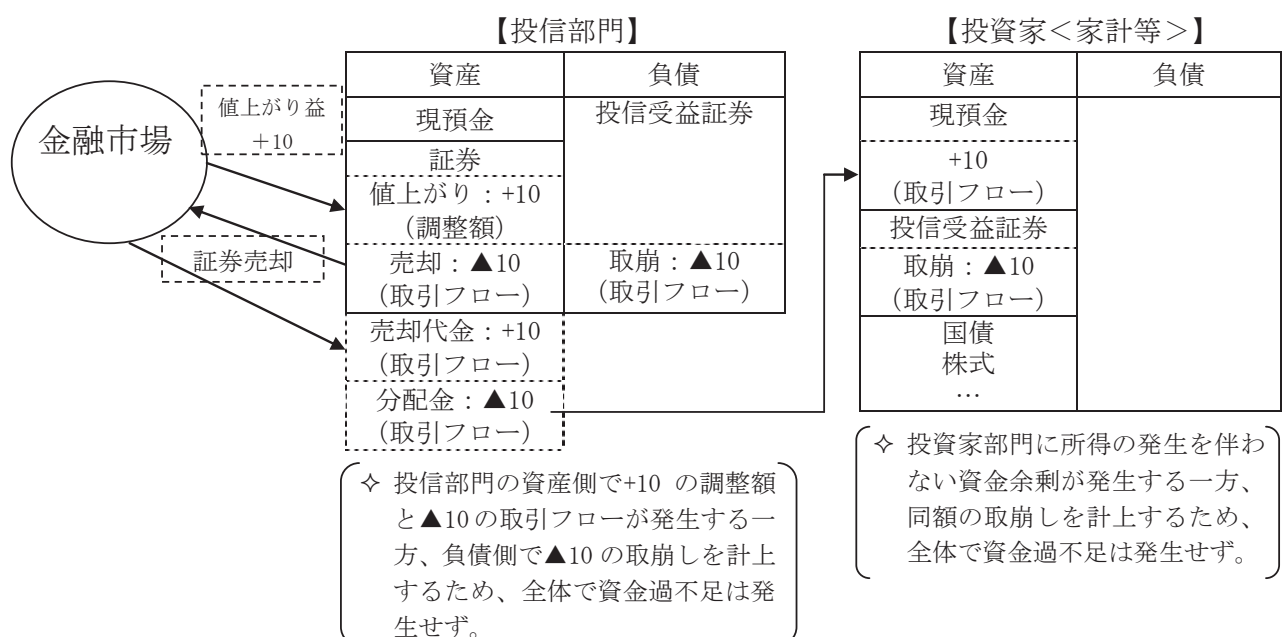 【投信部門】
【投資家＜家計等＞】
金融市場
値上がり益
+10
証券売却
資産
負債
現預金
投信受益証券
証券
値上がり：+10
（調整額）
売却：▲10
（取引フロー）
取崩：▲10
（取引フロー）
売却代金：+10
（取引フロー）
分配金：▲10
（取引フロー）
資産
負債
現預金
+10
（取引フロー）
投信受益証券
取崩：▲10
（取引フロー）
国債
株式
…
✧ 投信部門の資産側で+10 の調整額
と▲10 の取引フローが発生する一
方、負債側で▲10 の取崩しを計上
するため、全体で資金過不足は発
生せず。
✧ 投資家部門に所得の発生を伴わ
ない資金余剰が発生する一方、
同額の取崩しを計上するため、
全体で資金過不足は発生せず。